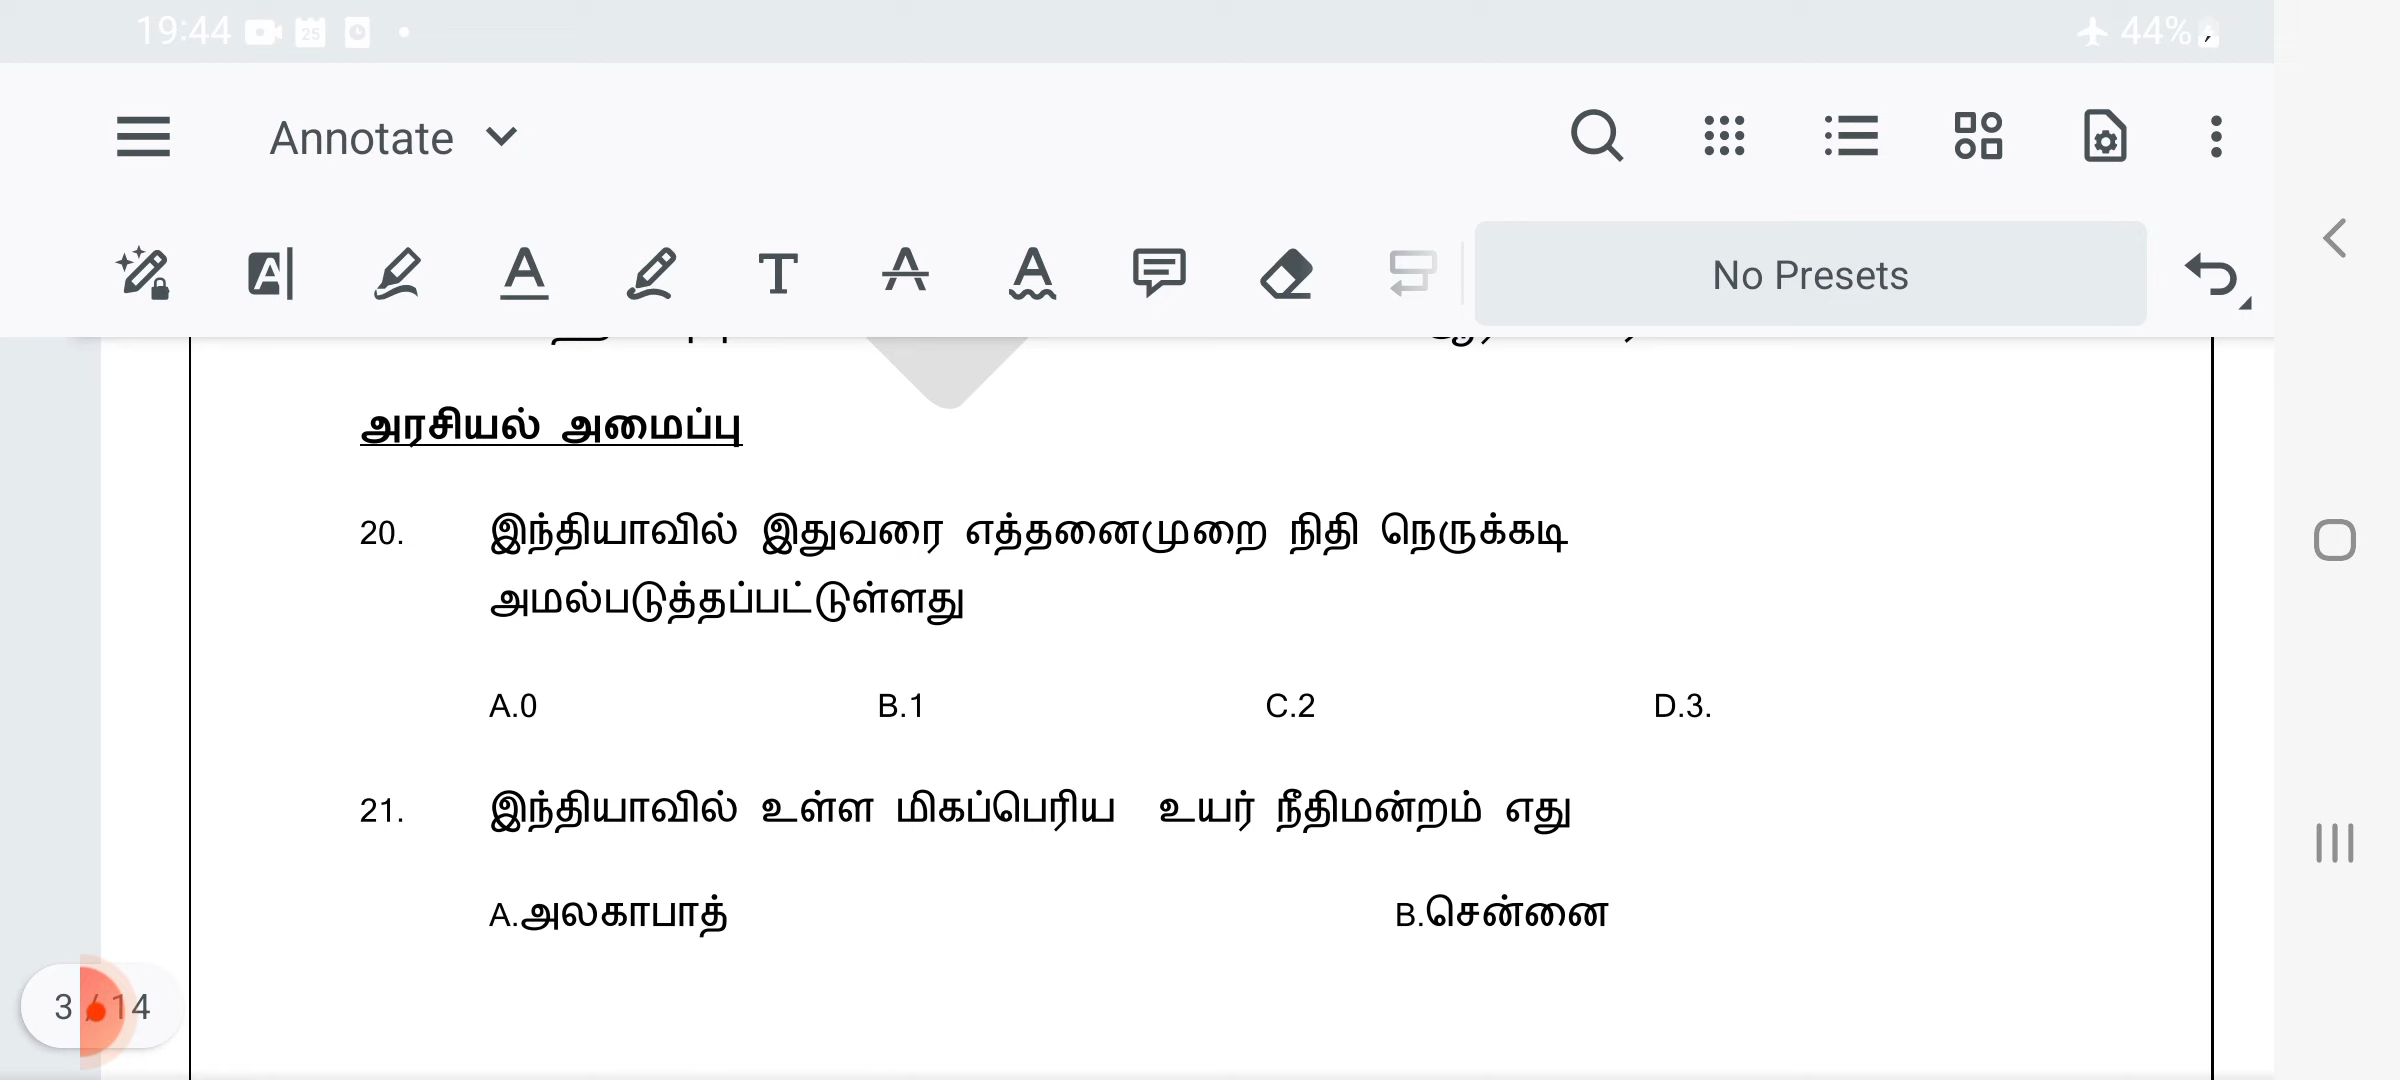 19:44
25
44%
Annotate
No Presets
அரசியல் அமைப்பு
20. இந்தியாவில் இதுவரை எத்தனைமுறை நிதி நெருக்கடி
அமல்படுத்தப்பட்டுள்ளது
A.0 B.1 C.2 D.3.
21. இந்தியாவில் உள்ள மிகப்பெரிய உயர் நீதிமன்றம் எது
A.அலகாபாத் B.சென்னை
3 / 14